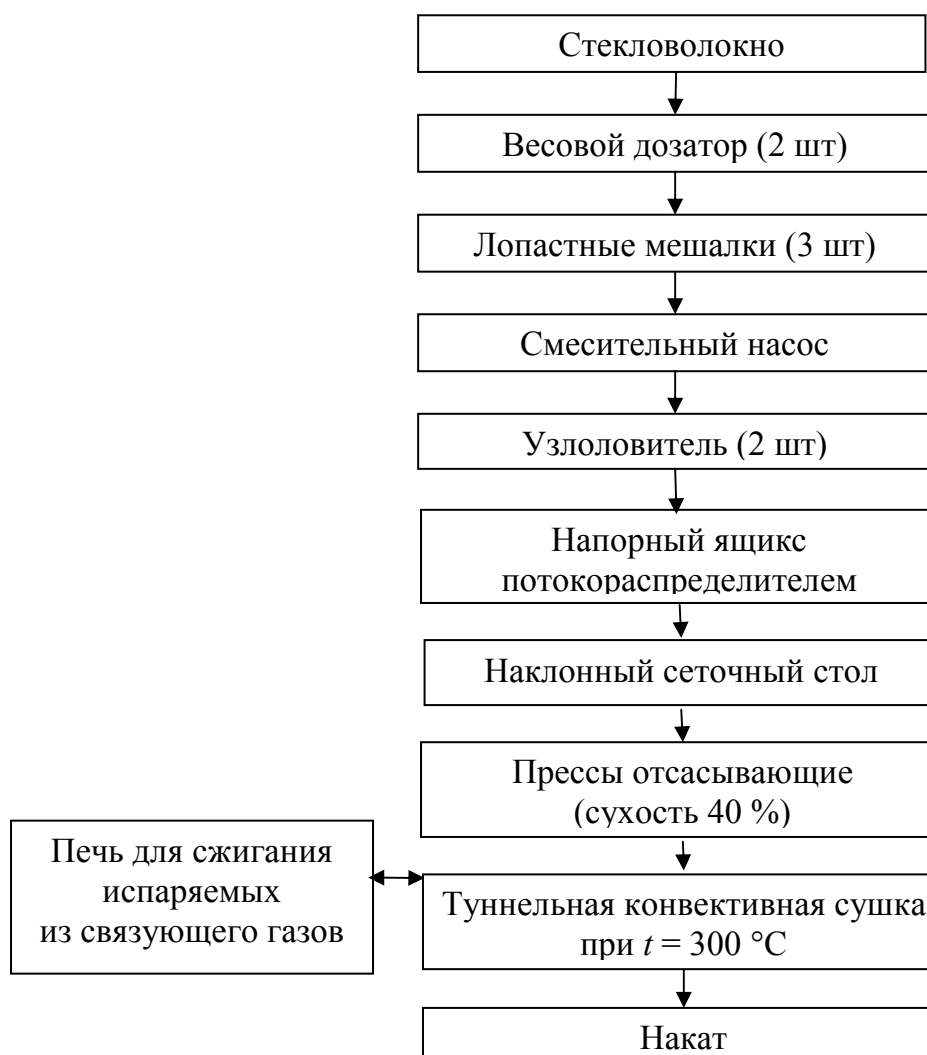 Стекловолокно
Весовой дозатор (2 шт)
Лопастные мешалки (3 шт)
Смесительный насос
Узлоловитель (2 шт)
Напорный ящикс
потокораспределителем
Наклонный сеточный стол
Прессы отсасывающие
(сухость 40 %)
Печь для сжигания
испаряемых
из связующего газов
Туннельная конвективная сушка
при t = 300 °С
Накат